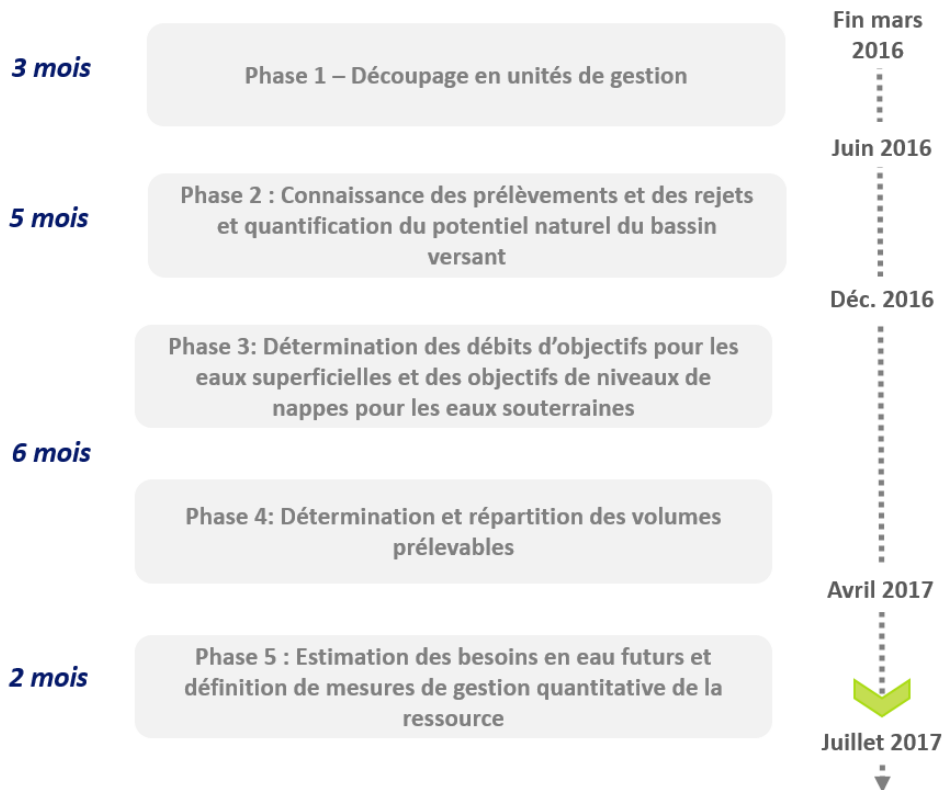 Fin mars
2016
3 mois
Phase 1 – Découpage en unités de gestion
Juin 2016
5 mois
Phase 2 : Connaissance des prélèvements et des rejets
et quantification du potentiel naturel du bassin
versant
Déc. 2016
Phase 3: Détermination des débits d’objectifs pour les
eaux superficielles et des objectifs de niveaux de
nappes pour les eaux souterraines
6 mois
Phase 4: Détermination et répartition des volumes
prélevables
Avril 2017
2 mois
Phase 5 : Estimation des besoins en eau futurs et
définition de mesures de gestion quantitative de la
ressource
Juillet 2017